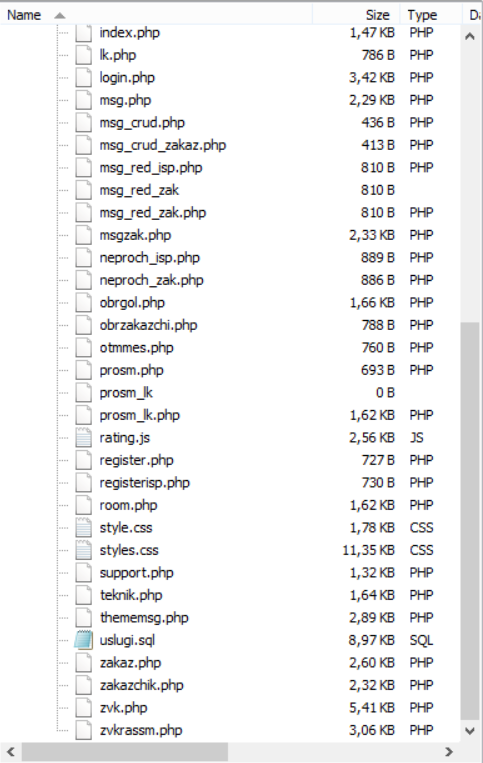 Name Size Type Da
index.php 1,47 KB PHP
lk.php 786 B PHP
login.php 3,42 KB PHP
msg.php 2,29 KB PHP
msg_crud.php 436 B PHP
msg_crud_zakaz.php 413 B PHP
msg_red_isp.php 810 B PHP
msg_red_zak 810 B
msg_red_zak.php 810 B PHP
msgzak.php 2,33 KB PHP
neproch_isp.php 889 B PHP
neproch_zak.php 886 B PHP
obrgol.php 1,66 KB PHP
obrzakazchi.php 788 B PHP
otmmes.php 760 B PHP
prosm.php 693 B PHP
prosm_lk 0 B
prosm_lk.php 1,62 KB PHP
rating.js 2,56 KB JS
register.php 727 B PHP
registerisp.php 730 B PHP
room.php 1,62 KB PHP
style.css 1,78 KB CSS
styles.css 11,35 KB CSS
support.php 1,32 KB PHP
teknik.php 1,64 KB PHP
thememsg.php 2,89 KB PHP
uslugi.sql 8,97 KB SQL
zakaz.php 2,60 KB PHP
zakazchik.php 2,32 KB PHP
zvk.php 5,41 KB PHP
zvkrassm.php 3,06 KB PHP